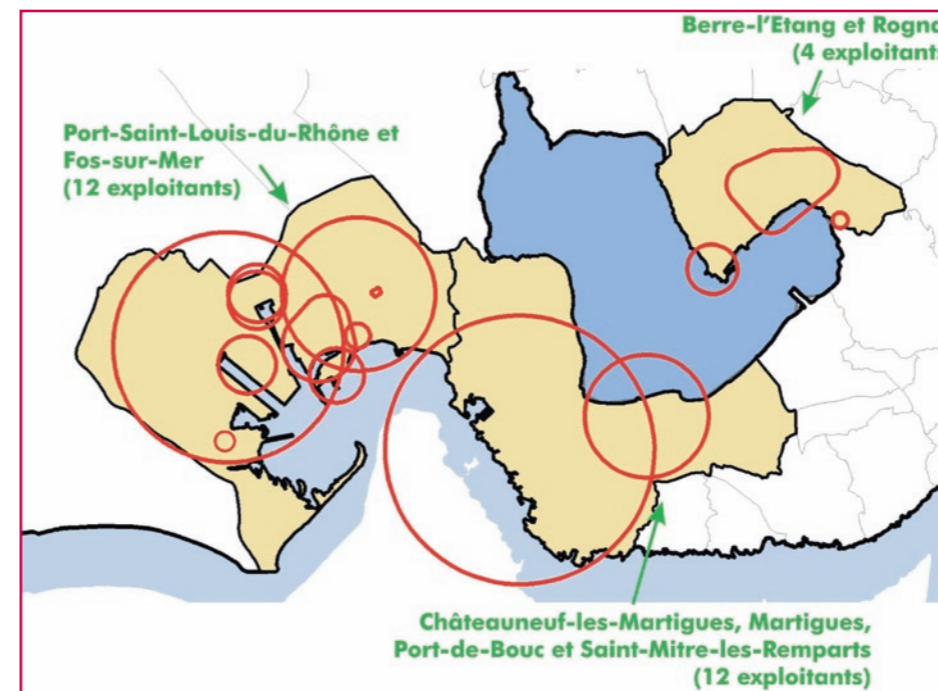 Berre-l’Etang et Rogna
(4 exploitants
Port-Saint-Louis-du-Rhône et
Fos-sur-Mer
(12 exploitants)
Châteauneuf-les-Martigues, Martigues,
Port-de-Bouc et Saint-Mitre-les-Remparts
(12 exploitants)